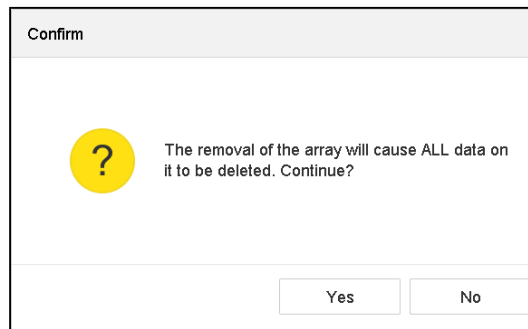 Confirm
?
The removal of the array will cause ALL data on
it to be deleted. Continue?
Yes No